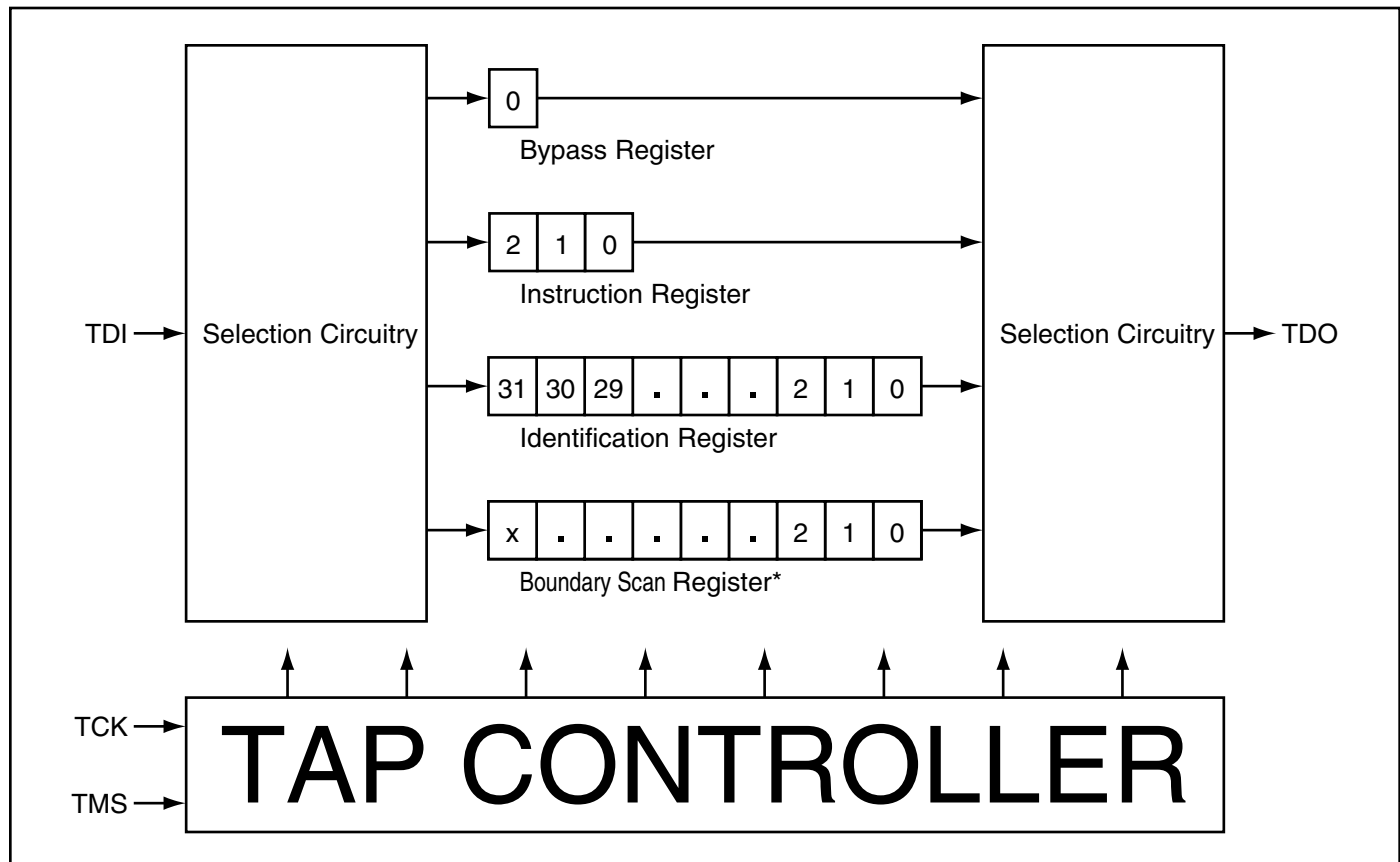 0
Bypass Register
2 1 0
Instruction Register
TDI Selection Circuitry Selection Circuitry TDO
31 30 29 . . . 2 1 0
Identification Register
x . . . . . 2 1 0
Boundary Scan Register*
TCK
TAP CONTROLLER
TMS